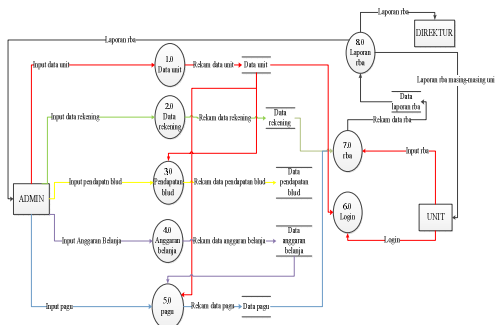 Laporan rba
Laporan rba
DIREKTUR
8.0
Laporan
rba
1.0
Data unit
Input data unit
Rekam data unit
Data unit
Laporan rba masing-masing uni
2.0
Data
rekening
Input data rekening
Rekam data rekening
Data
rekening
Data
laporan rba
Rekam data rba
7.0
rba
Input rba
3.0
Pendapatan
blud
Input pendapatn blud
Rekam data pendapatan blud
Data
pendapatan
blud
ADMIN
6.0
Login
UNIT
4.0
Anggaran
belanja
Input Anggaran Belanja
Rekam data anggaran belanja
Data
anggaran
belanja
Login
5.0
pagu
Input pagu
Rekam data pagu
Data pagu